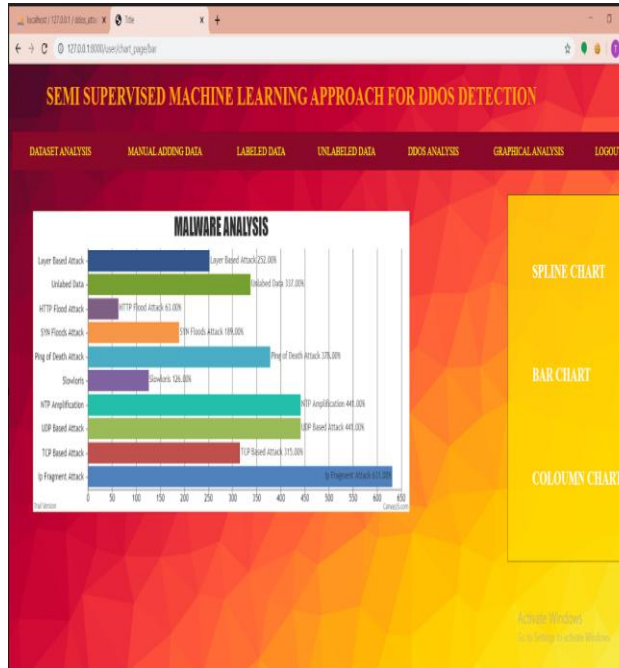 localhost / 127.0.0.1 / ddos_atta
Title
127.0.0.1:8000/user/chart_page/bar
SEMI SUPERVISED MACHINE LEARNING APPROACH FOR DDOS DETECTION
DATASET ANALYSIS MANUAL ADDING DATA LABELED DATA UNLABELED DATA DDOS ANALYSIS GRAPHICAL ANALYSIS LOGOUT
MALWARE ANALYSIS
Layer Based Attack Layer Based Attack 252.00%
Unlabed Data Unlabed Data 337.00%
HTTP Flood Attack HTTP Flood Attack 63.00%
SYN Floods Attack SYN Floods Attack 189.00%
Ping of Death Attack Ping of Death Attack 378.00%
Slowloris Slowloris 126.00%
NTP Amplification NTP Amplification 441.00%
UDP Based Attack UDP Based Attack 441.00%
TCP Based Attack TCP Based Attack 315.00%
Ip Fragment Attack Ip Fragment Attack
0 50 100 150 200 250 300 350 400 450 500 550 600 650
Trial Version CanvasJS.com
SPLINE CHART
BAR CHART
COLOUMN CHART
Activate Windows
Go to Settings to activate Windows.